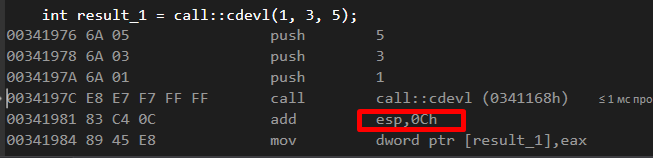 int result_1 = call::cdevl(1, 3, 5);
00341976 6A 05 push 5
00341978 6A 03 push 3
0034197A 6A 01 push 1
0034197C E8 E7 F7 FF FF call call::cdevl (0341168h) ≤ 1 мс про
00341981 83 C4 0C add esp,0Ch
00341984 89 45 E8 mov dword ptr [result_1],eax